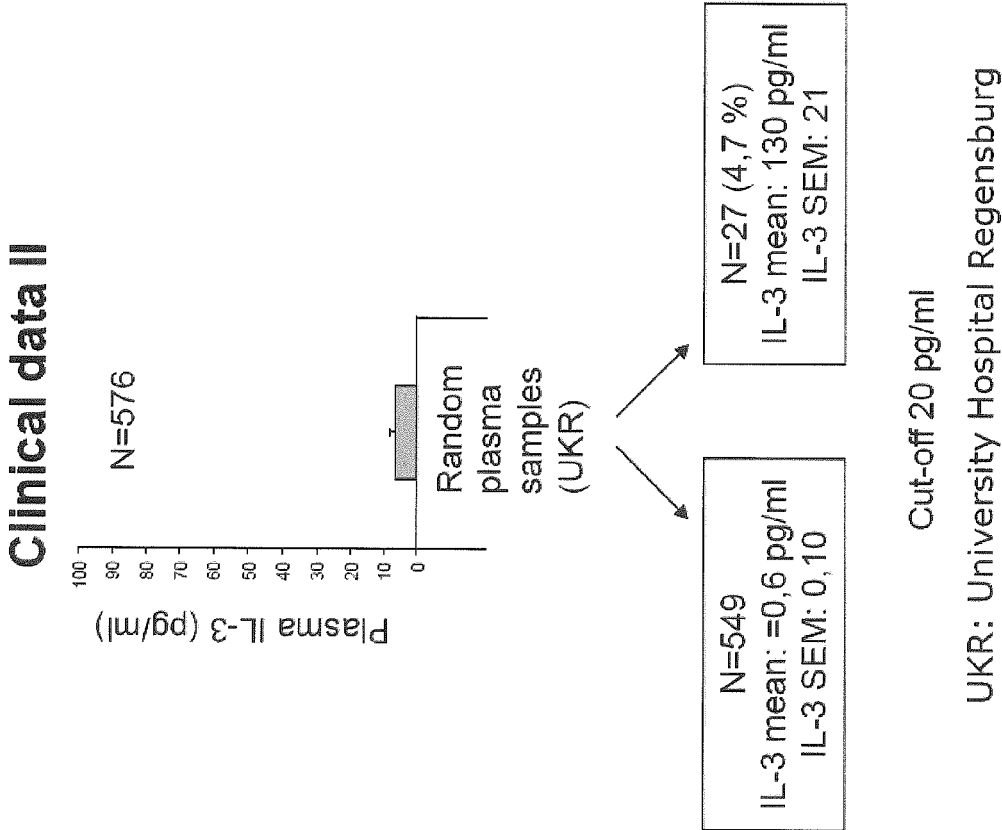 Clinical data II
N=576
Plasma IL-3 (pg/ml)
100
90
80
70
60
50
40
30
20
10
0
Random
plasma
samples
(UKR)
N=549
IL-3 mean: =0,6 pg/ml
IL-3 SEM: 0,10
N=27 (4,7 %)
IL-3 mean: 130 pg/ml
IL-3 SEM: 21
Cut-off 20 pg/ml
UKR: University Hospital Regensburg